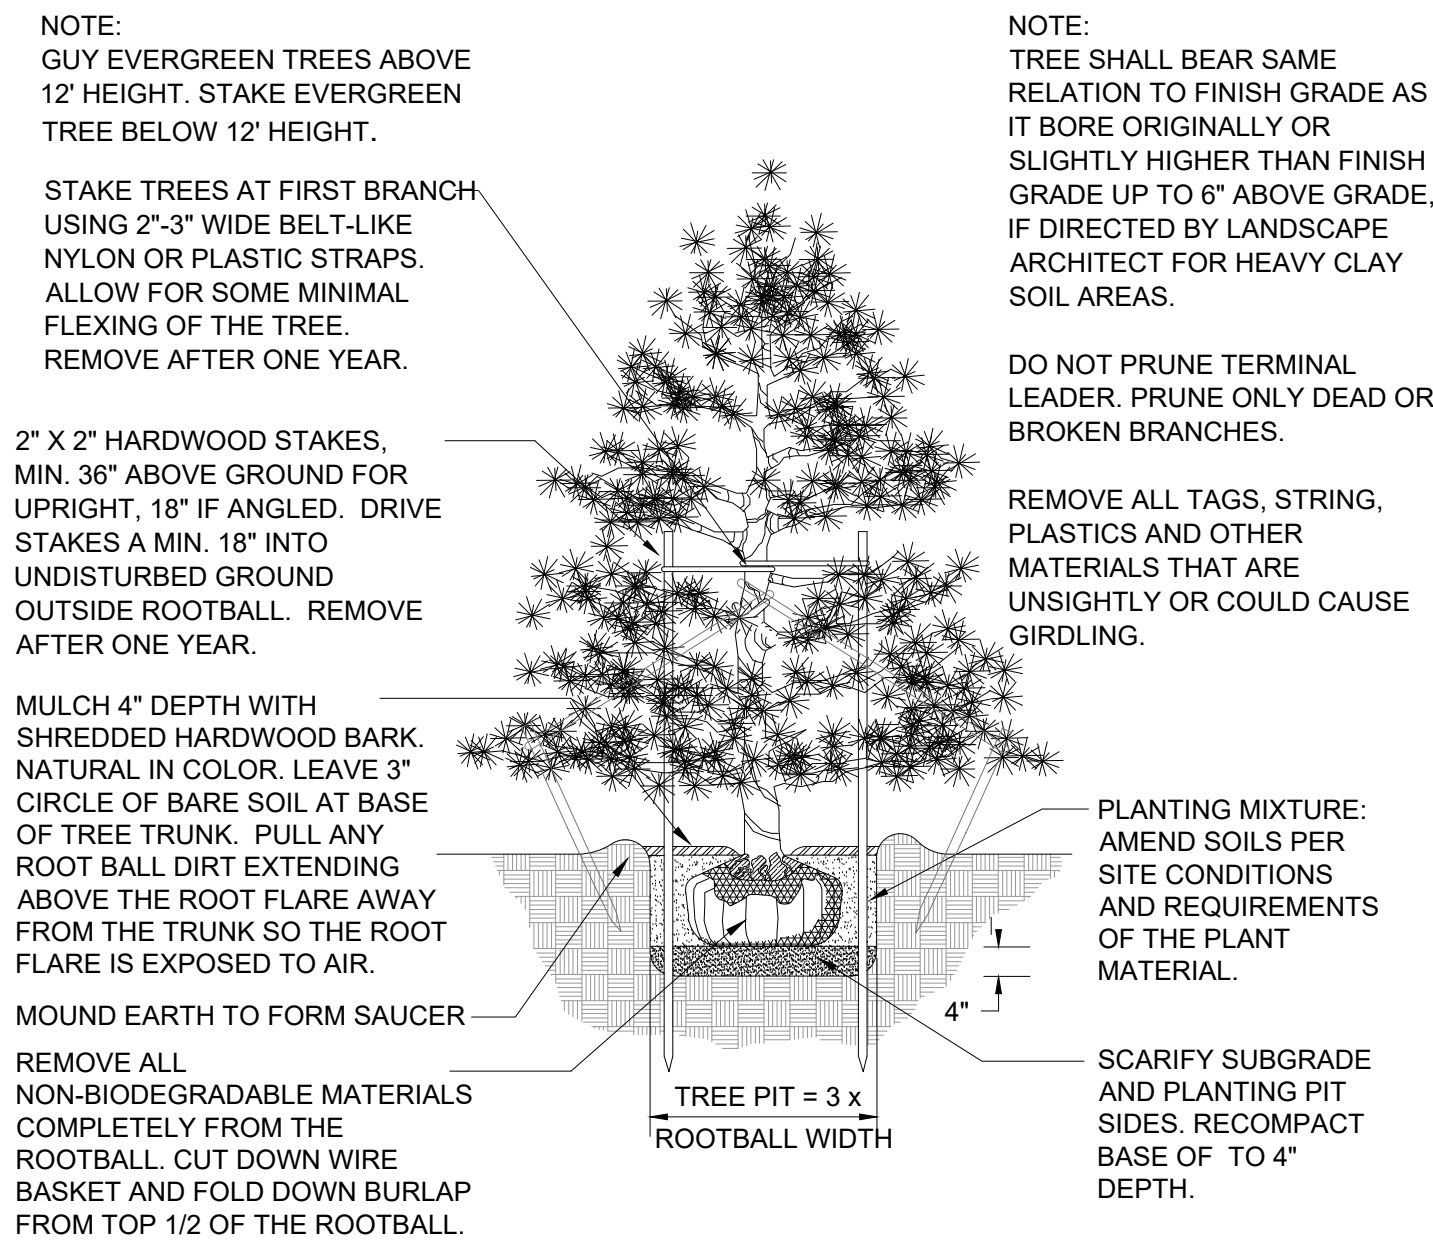 NOTE:
GUY EVERGREEN TREES ABOVE
12' HEIGHT. STAKE EVERGREEN
TREE BELOW 12' HEIGHT.
STAKE TREES AT FIRST BRANCH
USING 2"-3" WIDE BELT-LIKE
NYLON OR PLASTIC STRAPS.
ALLOW FOR SOME MINIMAL
FLEXING OF THE TREE.
REMOVE AFTER ONE YEAR.
2" X 2" HARDWOOD STAKES,
MIN. 36" ABOVE GROUND FOR
UPRIGHT, 18" IF ANGLED. DRIVE
STAKES A MIN. 18" INTO
UNDISTURBED GROUND
OUTSIDE ROOTBALL. REMOVE
AFTER ONE YEAR.
MULCH 4" DEPTH WITH
SHREDDED HARDWOOD BARK.
NATURAL IN COLOR. LEAVE 3"
CIRCLE OF BARE SOIL AT BASE
OF TREE TRUNK. PULL ANY
ROOT BALL DIRT EXTENDING
ABOVE THE ROOT FLARE AWAY
FROM THE TRUNK SO THE ROOT
FLARE IS EXPOSED TO AIR.
MOUND EARTH TO FORM SAUCER
REMOVE ALL
NON-BIODEGRADABLE MATERIALS
COMPLETELY FROM THE
ROOTBALL. CUT DOWN WIRE
BASKET AND FOLD DOWN BURLAP
FROM TOP 1/2 OF THE ROOTBALL.
TREE PIT = 3 x
ROOTBALL WIDTH
NOTE:
TREE SHALL BEAR SAME
RELATION TO FINISH GRADE AS
IT BORE ORIGINALLY OR
SLIGHTLY HIGHER THAN FINISH
GRADE UP TO 6" ABOVE GRADE,
IF DIRECTED BY LANDSCAPE
ARCHITECT FOR HEAVY CLAY
SOIL AREAS.
DO NOT PRUNE TERMINAL
LEADER. PRUNE ONLY DEAD OR
BROKEN BRANCHES.
REMOVE ALL TAGS, STRING,
PLASTICS AND OTHER
MATERIALS THAT ARE
UNSIGHTLY OR COULD CAUSE
GIRDLING.
PLANTING MIXTURE:
AMEND SOILS PER
SITE CONDITIONS
AND REQUIREMENTS
OF THE PLANT
MATERIAL.
4"
SCARIFY SUBGRADE
AND PLANTING PIT
SIDES. RECOMPACT
BASE OF TO 4"
DEPTH.